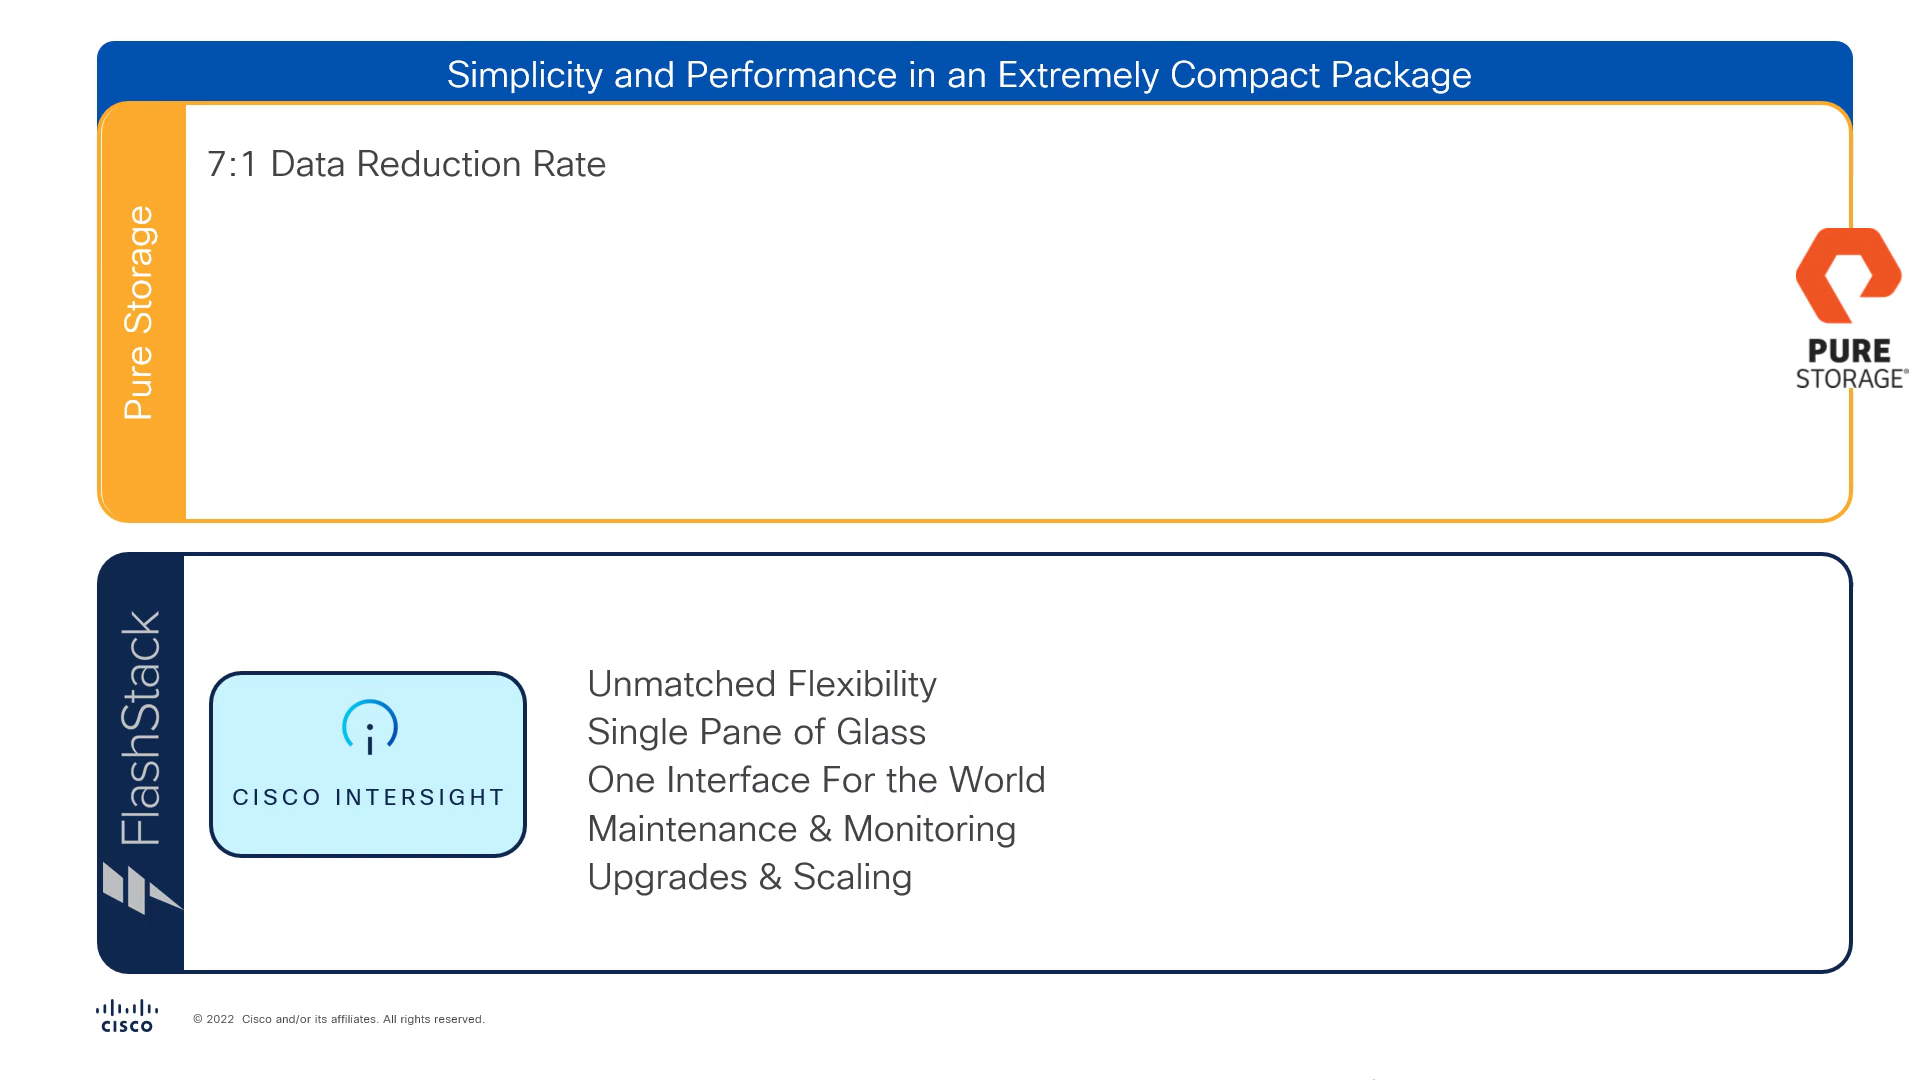 Simplicity and Performance in an Extremely Compact Package
Pure Storage
7:1 Data Reduction Rate
PURE
STORAGE®
FlashStack
CISCO INTERSIGHT
Unmatched Flexibility
Single Pane of Glass
One Interface For the World
Maintenance & Monitoring
Upgrades & Scaling
CISCO
© 2022 Cisco and/or its affiliates. All rights reserved.